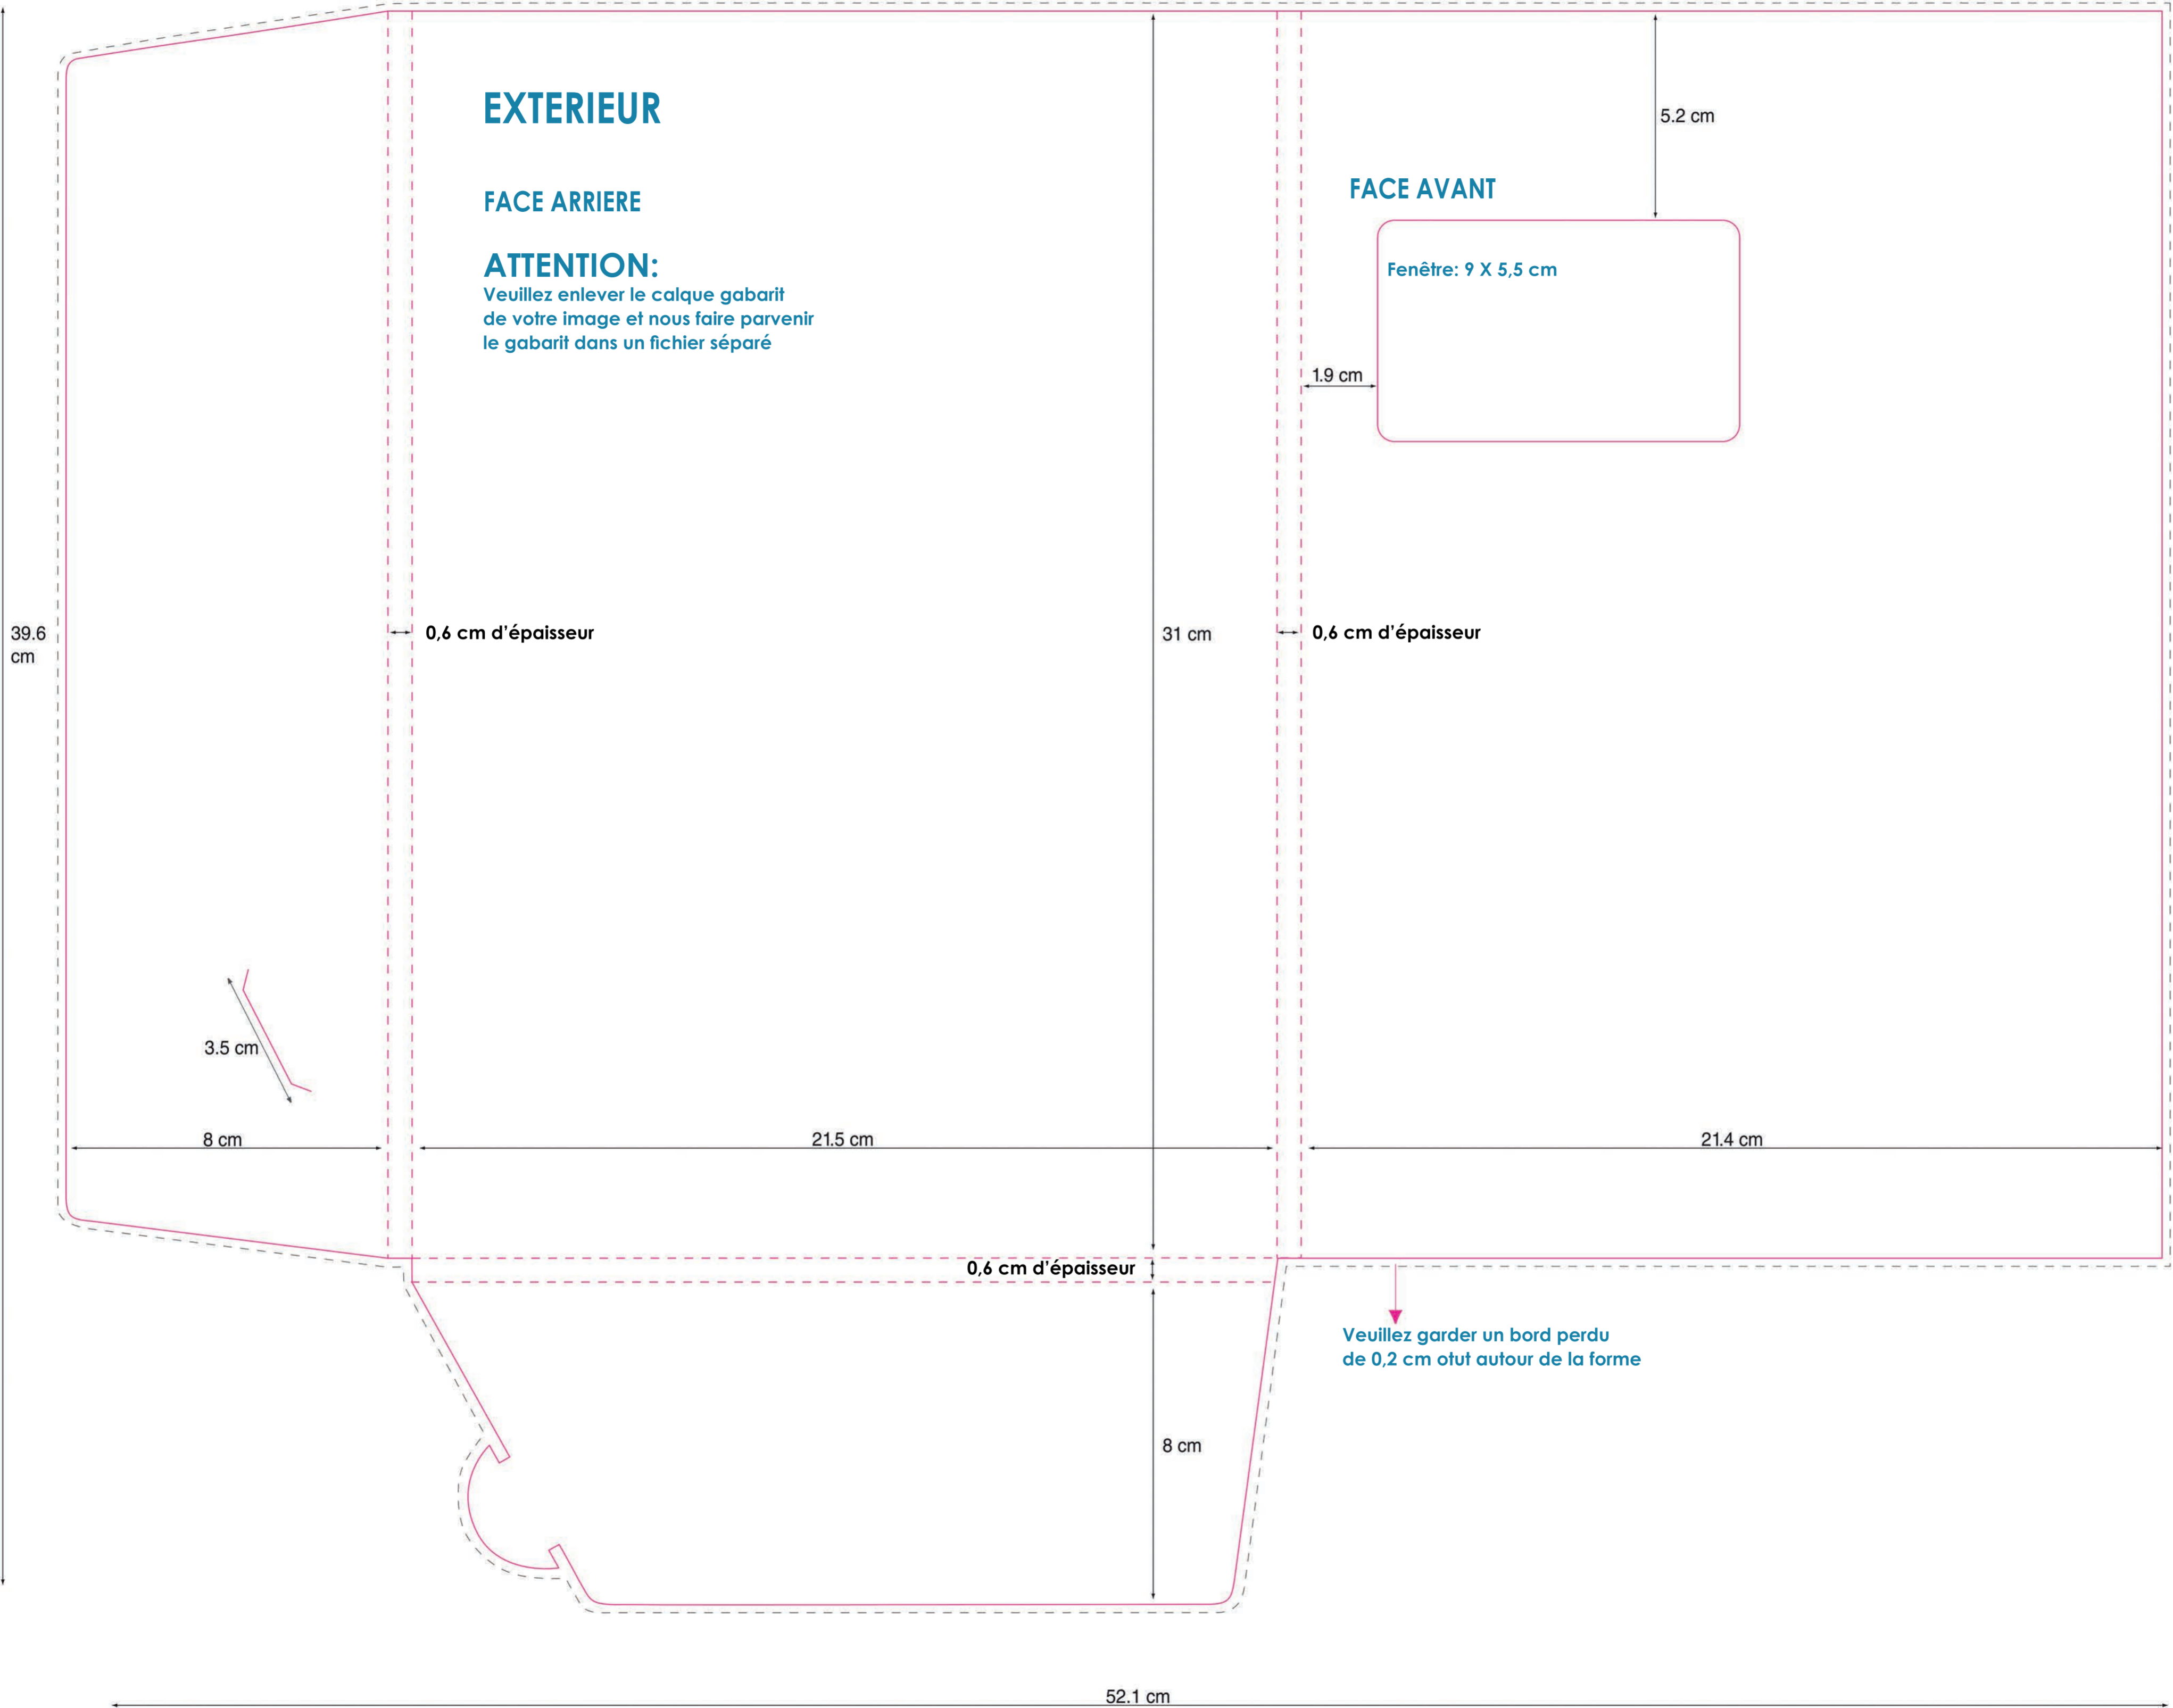 EXTERIEUR
5.2 cm
FACE ARRIERE
FACE AVANT
ATTENTION:
Veuillez enlever le calque gabarit
de votre image et nous faire parvenir
le gabarit dans un fichier séparé
Fenêtre: 9 X 5,5 cm
1.9 cm
39.6
cm
0,6 cm d'épaisseur
31 cm
0,6 cm d'épaisseur
3.5 cm
8 cm
21.5 cm
21.4 cm
0,6 cm d'épaisseur
Veuillez garder un bord perdu
de 0,2 cm otut autour de la forme
8 cm
52.1 cm